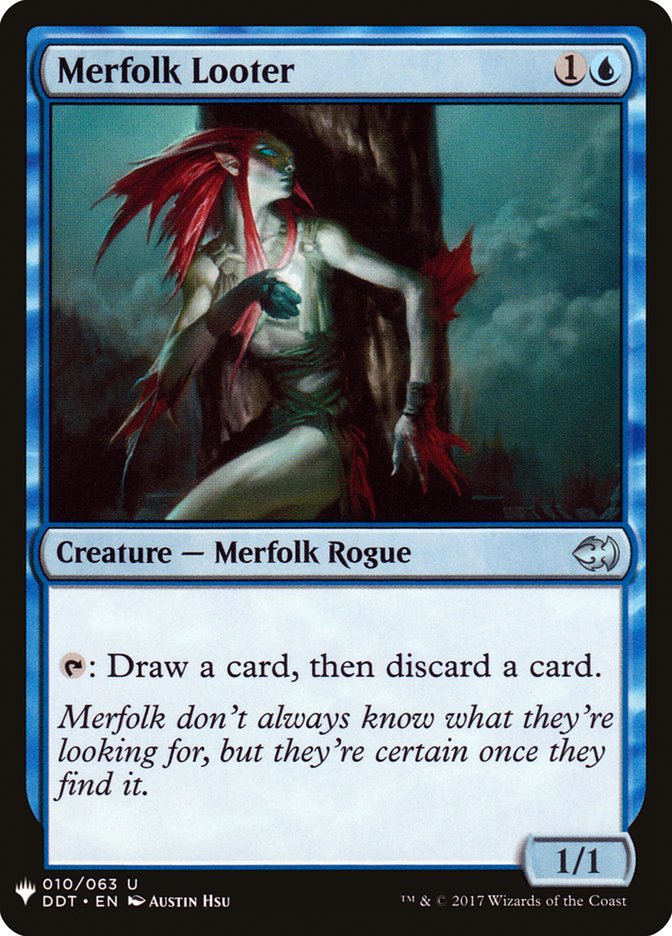 Merfolk Looter 1
Creature — Merfolk Rogue
: Draw a card, then discard a card.
Merfolk don't always know what they're
looking for, but they're certain once they
find it.
1/1
010/063 U
DDT • EN Austin Hsu
™ & © 2017 Wizards of the Coast